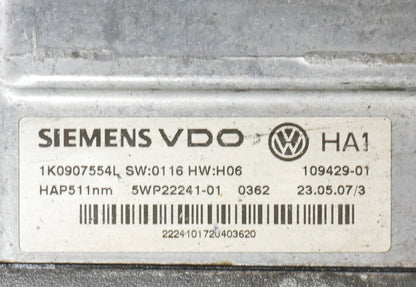 SIEMENS VDO HA1
1K0907554L SW:0116 HW:H06 109429-01
HAP511nm 5WP22241-01 0362 23.05.07/3
2224101720403620